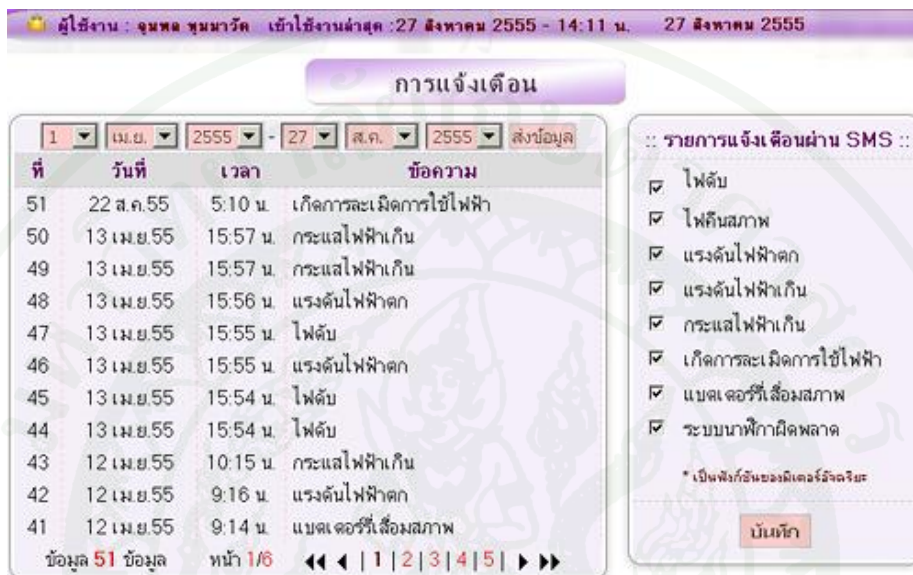 ผู้ใช้งาน : จุมพล พุมมาวัค เข้าใช้งานล่าสุด :27 สิงหาคม 2555 - 14:11 น. 27 สิงหาคม 2555
การแจ้งเตือน
1 เม.ย. 2555 - 27 ส.ค. 2555 ส่งข้อมูล
ที่ วันที่ เวลา ข้อความ
51 22 ส.ค.55 5:10 น. เกิดการละเมิดการใช้ไฟฟ้า
50 13 เม.ย.55 15:57 น. กระแสไฟฟ้าเกิน
49 13 เม.ย.55 15:57 น. กระแสไฟฟ้าเกิน
48 13 เม.ย.55 15:56 น. แรงดันไฟฟ้าตก
47 13 เม.ย.55 15:55 น. ไฟดับ
46 13 เม.ย.55 15:55 น. แรงดันไฟฟ้าตก
45 13 เม.ย.55 15:54 น. ไฟดับ
44 13 เม.ย.55 15:54 น. ไฟดับ
43 12 เม.ย.55 10:15 น. กระแสไฟฟ้าเกิน
42 12 เม.ย.55 9:16 น. แรงดันไฟฟ้าตก
41 12 เม.ย.55 9:14 น. แบตเตอร์รี่เสื่อมสภาพ
ข้อมูล 51 ข้อมูล หน้า 1/6 | 1 | 2 | 3 | 4 | 5 |
:: รายการแจ้งเตือนผ่าน SMS ::
ไฟดับ
ไฟคืนสภาพ
แรงดันไฟฟ้าตก
แรงดันไฟฟ้าเกิน
กระแสไฟฟ้าเกิน
เกิดการละเมิดการใช้ไฟฟ้า
แบตเตอร์รี่เสื่อมสภาพ
ระบบนาฬิกาผิดพลาด
* เป็นฟังก์ชันของมิเตอร์อัจฉริยะ
บันทึก